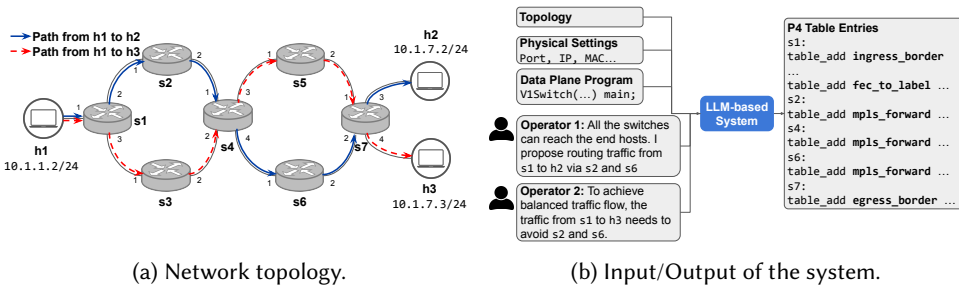 Path from h1 to h2
Path from h1 to h3
h2
10.1.7.2/24
1
2
s2
1
2
s5
1
2
1
3
s1
s4
s7
3
1
2
3
1
2
4
1
2
4
h1
10.1.1.2/24
1
2
s3
1
2
s6
h3
10.1.7.3/24
(a) Network topology.
Topology
Physical Settings
Port, IP, MAC…
Data Plane Program
V1Switch(…) main;
Operator 1: All the switches
can reach the end hosts. I
propose routing traffic from
s1 to h2 via s2 and s6
Operator 2: To achieve
balanced traffic flow, the
traffic from s1 to h3 needs to
avoid s2 and s6.
LLM-based
System
P4 Table Entries
s1:
table_add ingress_border
…
table_add fec_to_label …
s2:
table_add mpls_forward …
s4:
table_add mpls_forward …
s6:
table_add mpls_forward …
s7:
table_add egress_border …
(b) Input/Output of the system.